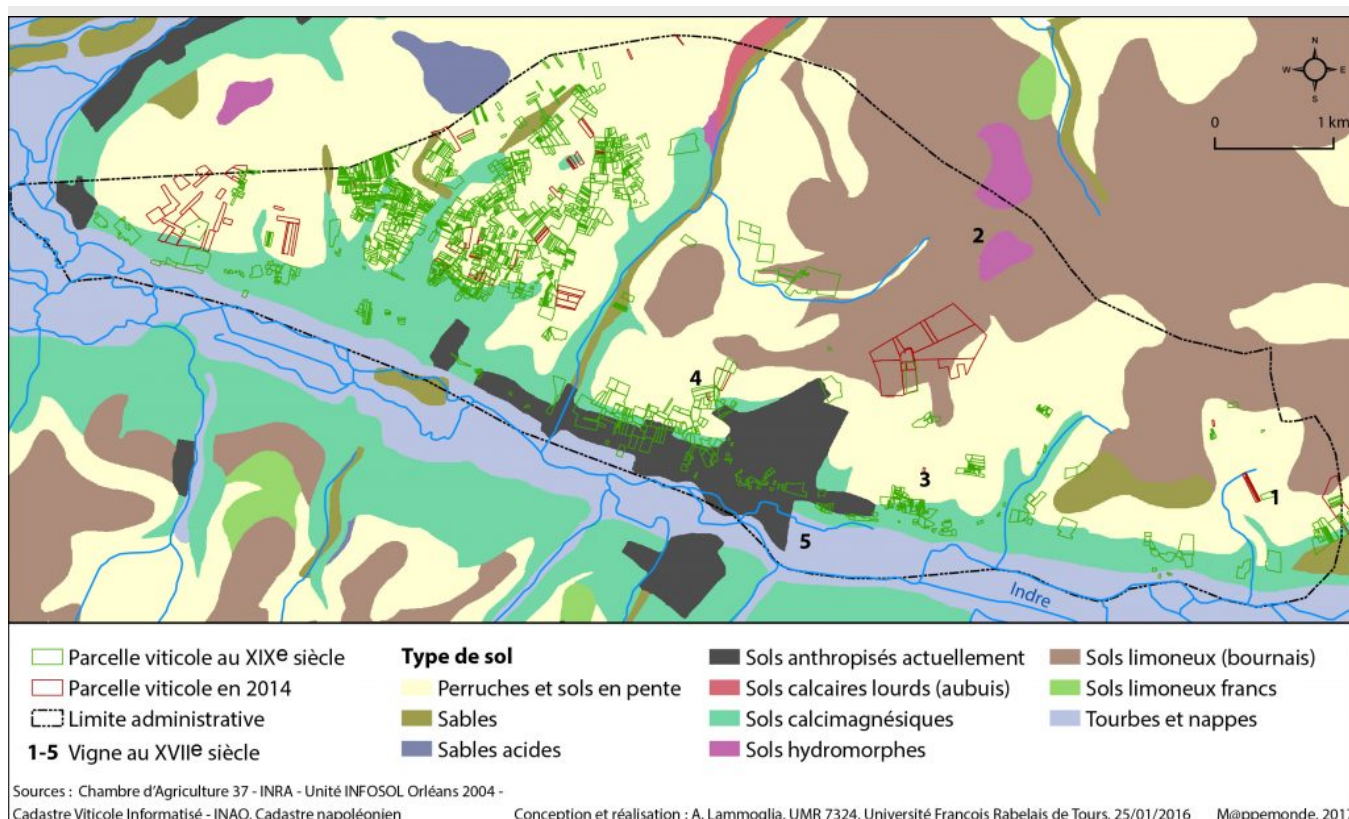 N
W E
S
0 1 km
2
4
3
1
5
Indre
Parcelle viticole au XIXe siècle
Parcelle viticole en 2014
Limite administrative
1-5 Vigne au XVIIe siècle
Type de sol
Perruches et sols en pente
Sables
Sables acides
Sols anthropisés actuellement
Sols calcaires lourds (aubuis)
Sols calcimagnésiques
Sols hydromorphes
Sols limoneux (bournais)
Sols limoneux francs
Tourbes et nappes
Sources : Chambre d'Agriculture 37 - INRA - Unité INFOSOL Orléans 2004 -
Cadastre Viticole Informatisé - INAO, Cadastre napoléonien
Conception et réalisation : A. Lammoglia, UMR 7324, Université François Rabelais de Tours, 25/01/2016 M@ppemonde, 2017